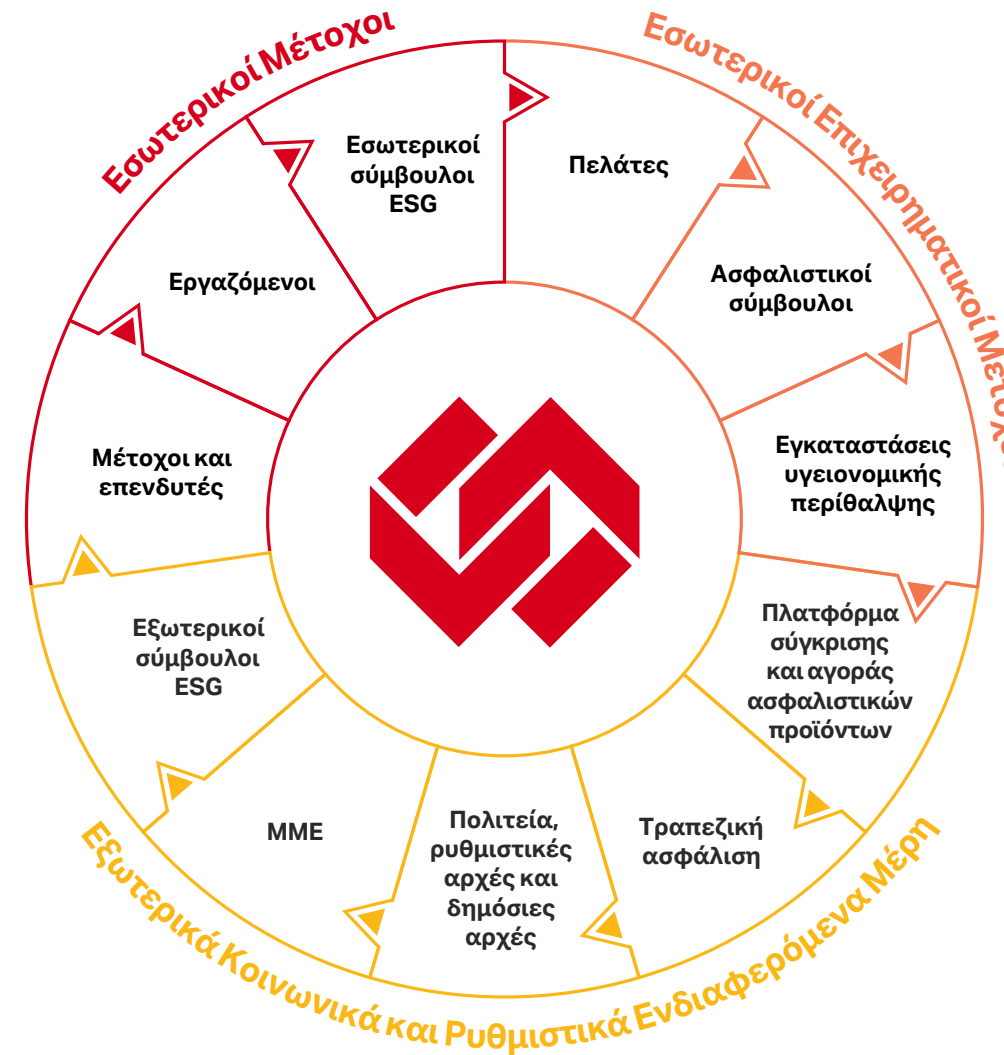 Εσωτερικοί Μέτοχοι
Εσωτερικοί Επιχειρηματικοί Μέτοχοι
Εσωτερικοί
σύμβουλοι
ESG
Πελάτες
Εργαζόμενοι
Ασφαλιστικοί
σύμβουλοι
Μέτοχοι και
επενδυτές
Εγκαταστάσεις
υγειονομικής
περίθαλψης
Εξωτερικοί
σύμβουλοι
ESG
Πλατφόρμα
σύγκρισης
και αγοράς
ασφαλιστικών
προϊόντων
ΜΜΕ
Πολιτεία,
ρυθμιστικές
αρχές και
δημόσιες
αρχές
Τραπεζική
ασφάλιση
Εξωτερικά Κοινωνικά και Ρυθμιστικά Ενδιαφερόμενα Μέρη